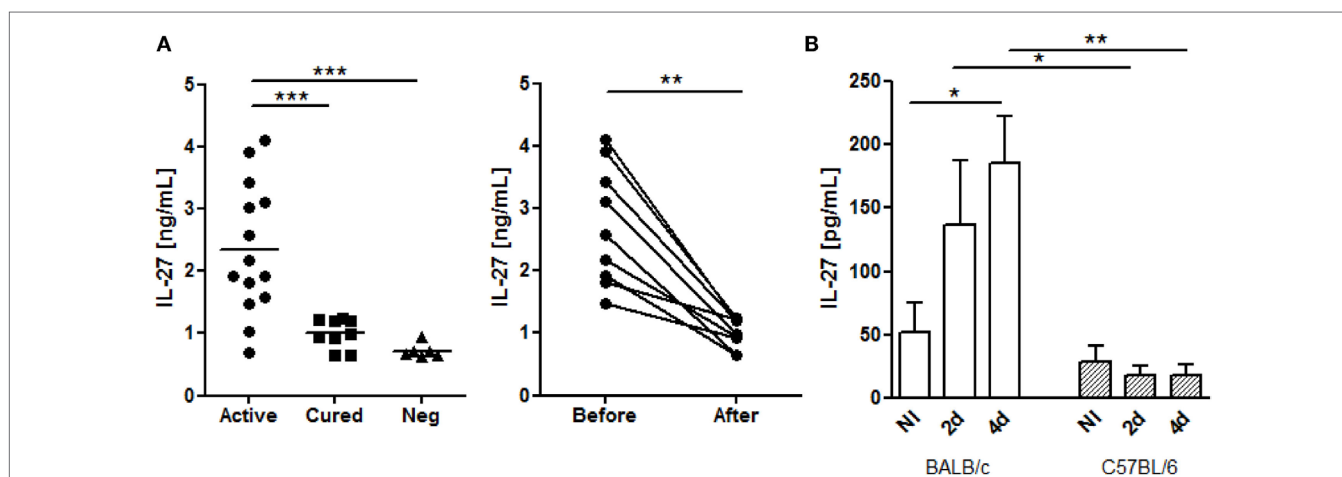 A
***
***
5
4
3
2
1
0
IL-27 [ng/mL]
Active Cured Neg
**
5
4
3
2
1
0
IL-27 [ng/mL]
Before After
B
**
*
*
250
200
150
100
50
0
IL-27 [pg/mL]
NI 2d 4d NI 2d 4d
BALB/c C57BL/6